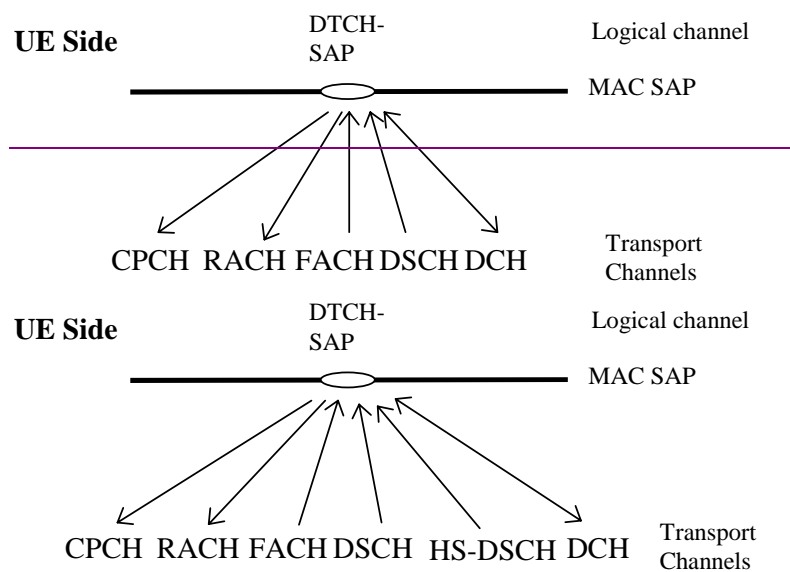 UE Side
DTCH-
SAP
Logical channel
MAC SAP
CPCH RACH FACH DSCH DCH
Transport
Channels
UE Side
DTCH-
SAP
Logical channel
MAC SAP
CPCH RACH FACH DSCH HS-DSCH DCH
Transport
Channels